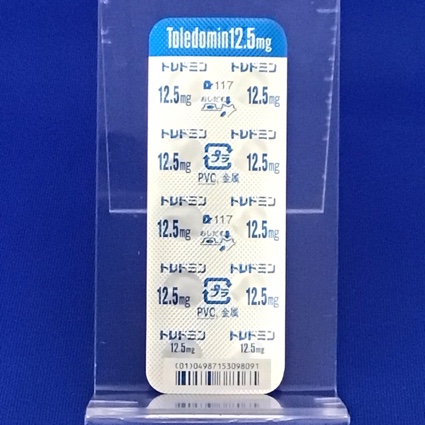 Toledomin12.5mg
トレドミン トレドミン
117
12.5mg 12.5mg
おしだす
トレドミン トレドミン
12.5mg プラ 12.5mg
PVC, 金属
トレドミン トレドミン
117
12.5mg 12.5mg
おしだす
トレドミン トレドミン
12.5mg プラ 12.5mg
PVC, 金属
トレドミン トレドミン
12.5mg 12.5mg
(01)04987153098091